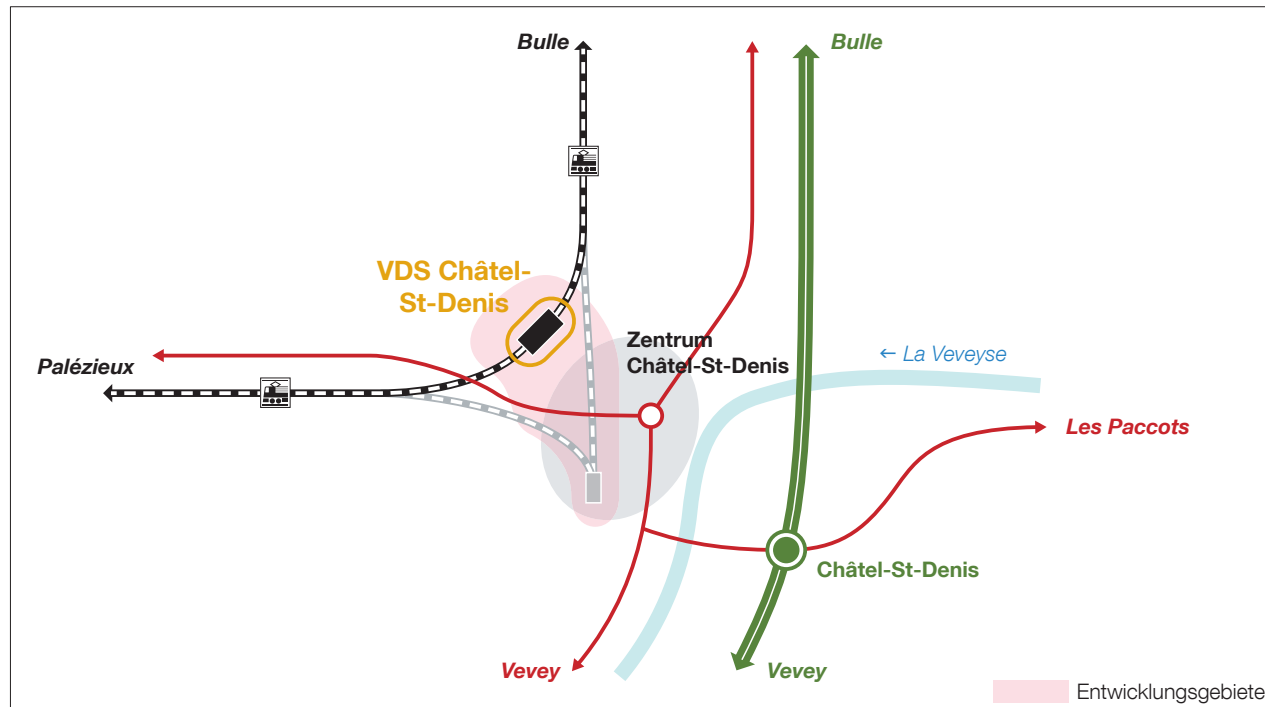 Bulle
Bulle
VDS Châtel-
St-Denis
Zentrum
Châtel-St-Denis
← La Veveyse
Palézieux
Les Paccots
Châtel-St-Denis
Vevey
Vevey
Entwicklungsgebiete